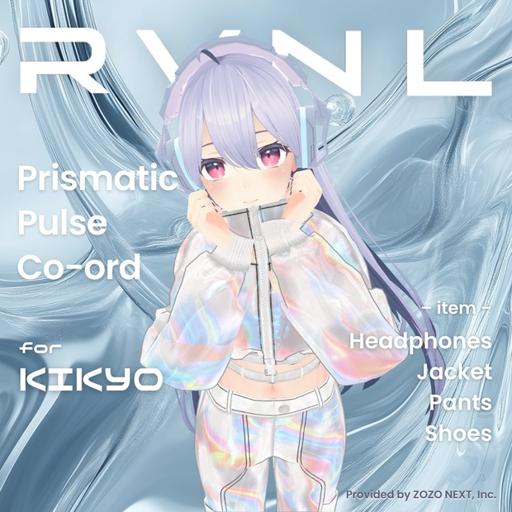 RVNL
Prismatic
Pulse
Co-ord
for
KIKYO
– item –
Headphones
Jacket
Pants
Shoes
Provided by ZOZO NEXT, Inc.